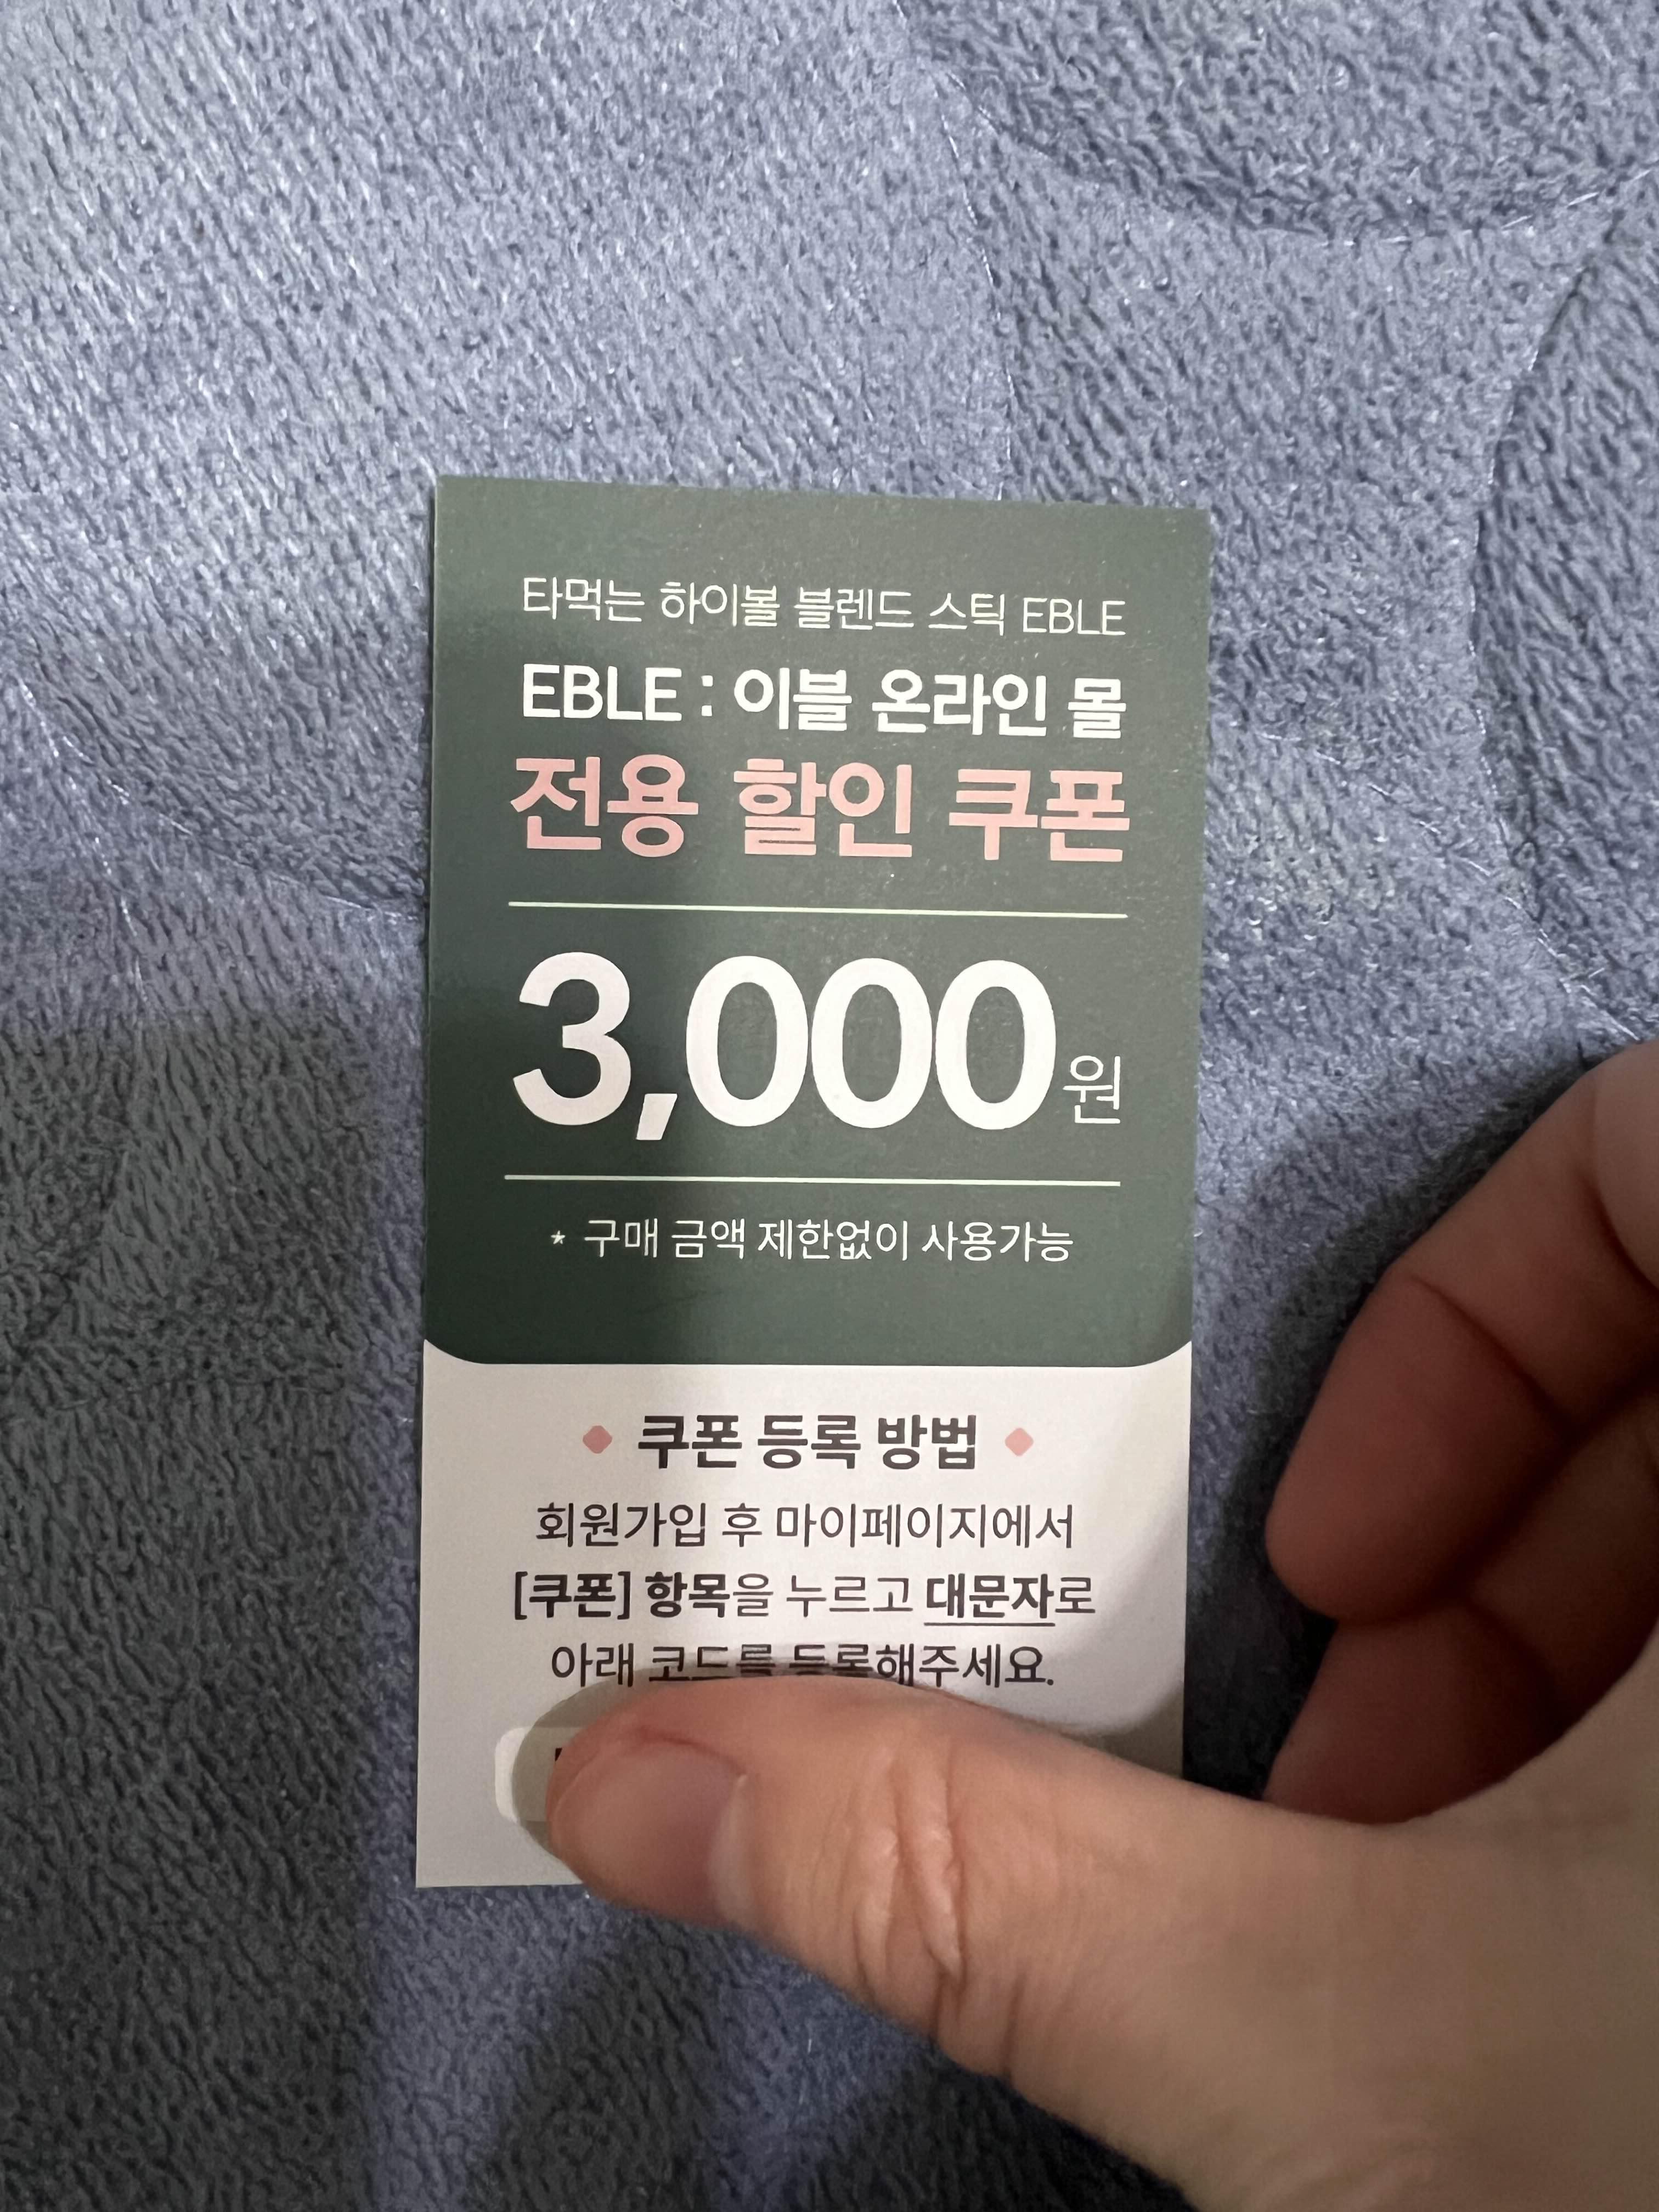 타먹는 하이볼 블렌드 스틱 EBLE
EBLE : 이블 온라인 몰
전용 할인 쿠폰
3,000원
* 구매 금액 제한없이 사용가능
쿠폰 등록 방법
회원가입 후 마이페이지에서
[쿠폰] 항목을 누르고 대문자로
아래 코드를 등록해주세요.